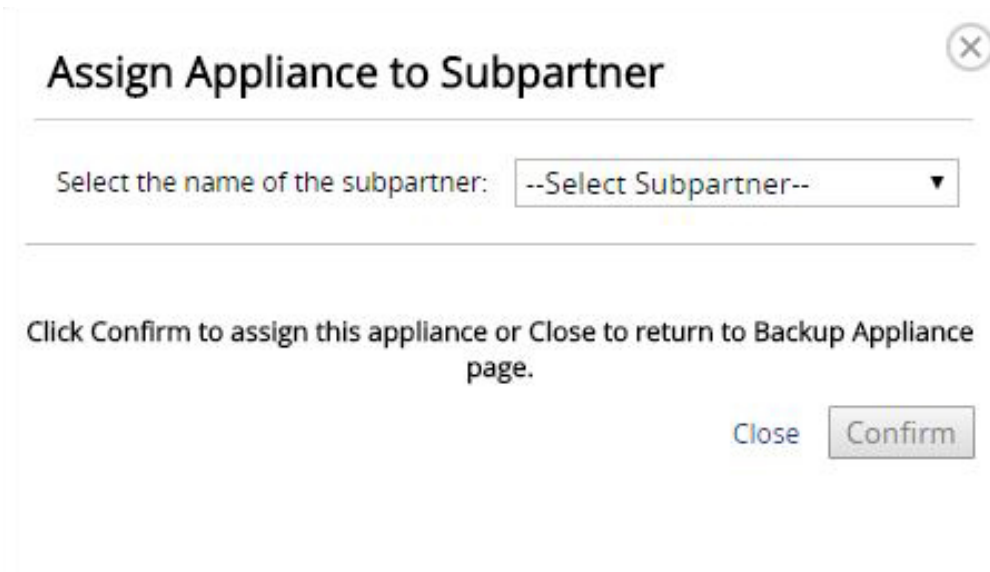 Assign Appliance to Subpartner
Select the name of the subpartner: --Select Subpartner--
Click Confirm to assign this appliance or Close to return to Backup Appliance
page.
Close Confirm